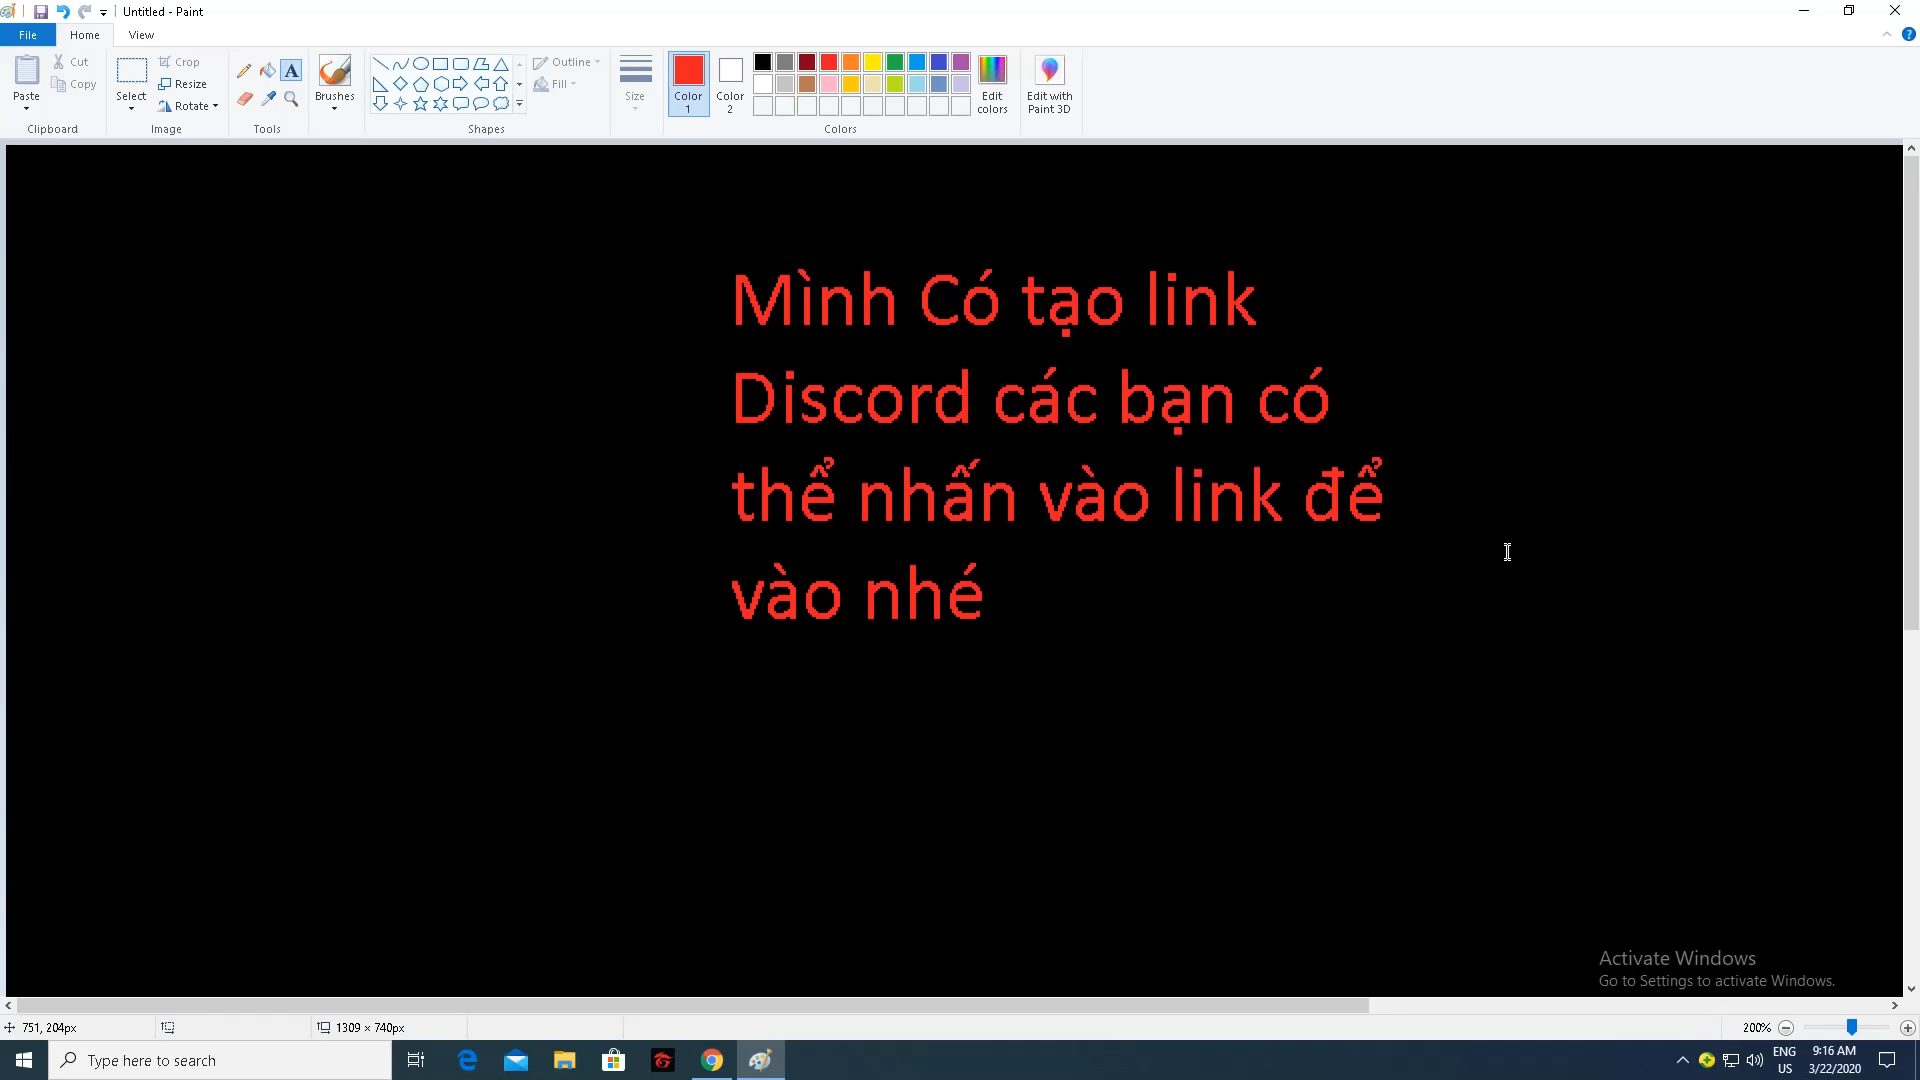 Untitled - Paint
File Home View
Paste
Cut
Copy
Clipboard
Select
Crop
Resize
Rotate
Image
A
Tools
Brushes
Outline
Fill
Shapes
Size
Color 1
Color 2
Edit colors
Colors
Edit with Paint 3D
Mình Có tạo link
Discord các bạn có
thể nhấn vào link để
vào nhé
Activate Windows
Go to Settings to activate Windows.
751, 204px
1309 × 740px
200%
Type here to search
ENG
US
9:16 AM
3/22/2020